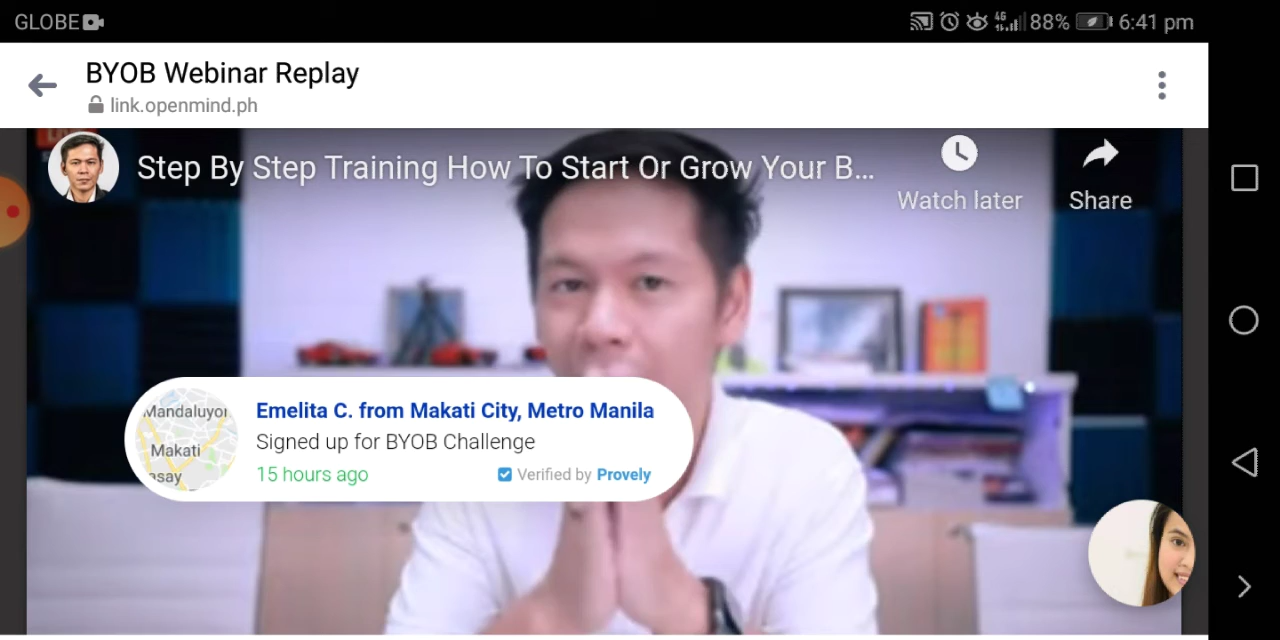 GLOBE
4G
88%
6:41 pm
BYOB Webinar Replay
link.openmind.ph
Step By Step Training How To Start Or Grow Your B...
Watch later
Share
Mandaluyo
Makati
asay
Emelita C. from Makati City, Metro Manila
Signed up for BYOB Challenge
15 hours ago
Verified by Provely